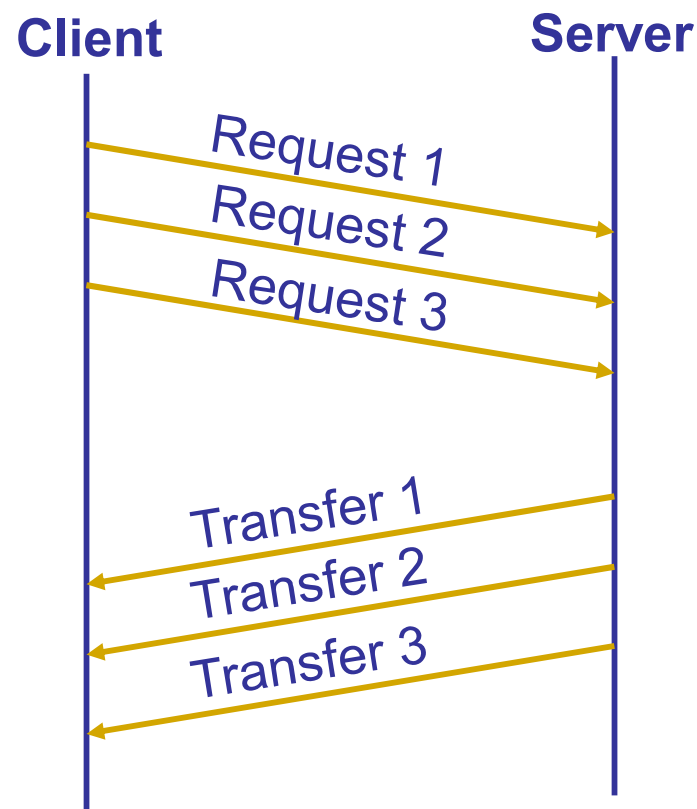 Client
Server
Request 1
Request 2
Request 3
Transfer 1
Transfer 2
Transfer 3